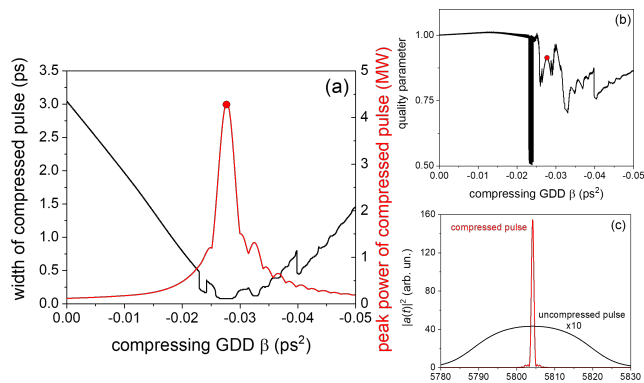 (a)
3.5
3.0
2.5
2.0
1.5
1.0
0.5
0.0
width of compressed pulse (ps)
5
4
3
2
1
0
peak power of compressed pulse (MW)
0.00 -0.01 -0.02 -0.03 -0.04 -0.05
compressing GDD β (ps²)
(b)
1.00
0.75
0.50
quality parameter
0.00 -0.01 -0.02 -0.03 -0.04 -0.05
compressing GDD β (ps²)
(c)
160
120
80
40
0
|a(t)|² (arb. un.)
compressed pulse
uncompressed pulse
x10
5780 5790 5800 5810 5820 5830